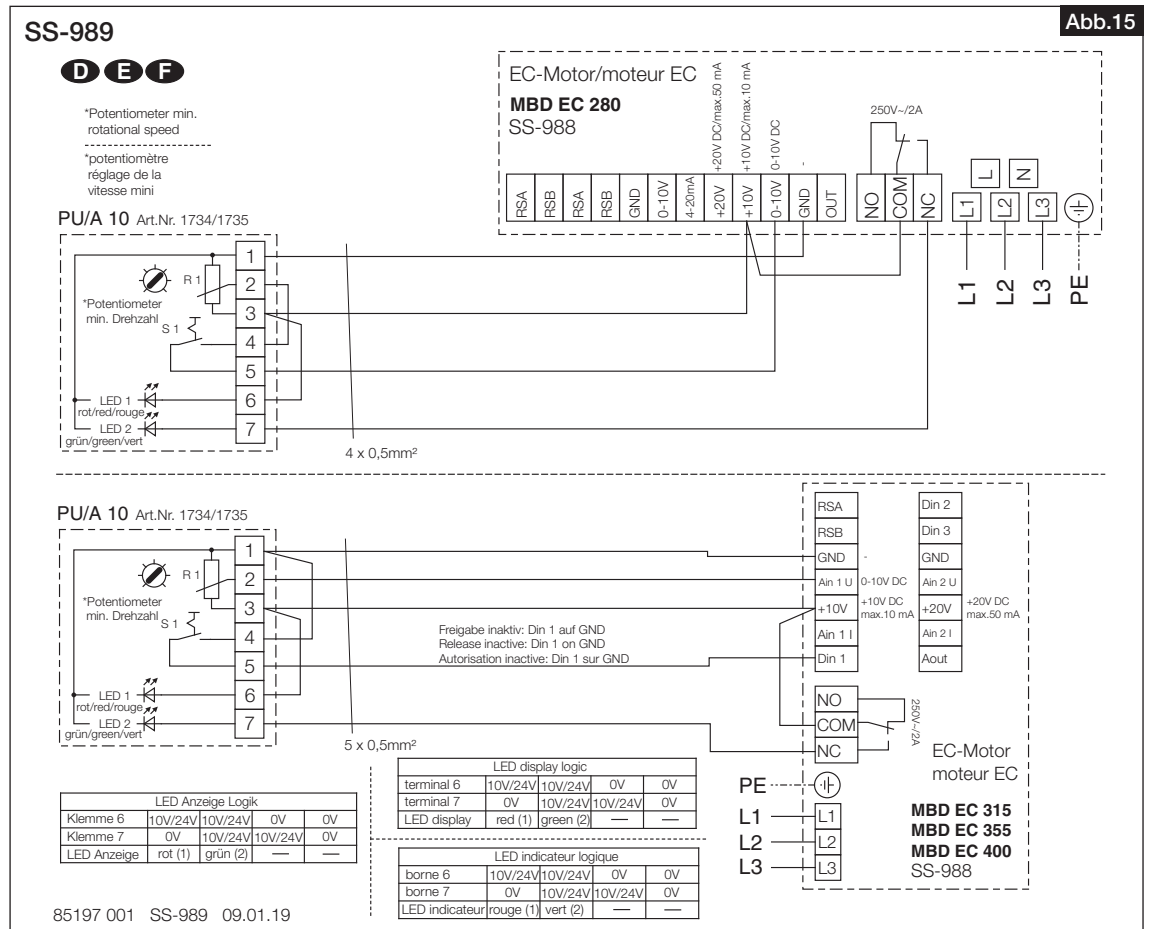 SS-989
Abb.15
D E F
*Potentiometer min.
rotational speed
*potentiomètre
réglage de la
vitesse mini
PU/A 10 Art.Nr. 1734/1735
EC-Motor/moteur EC
MBD EC 280
SS-988
+20V DC/max.50 mA
+10V DC/max.10 mA
0-10V DC
-
250V~/2A
RSA
RSB
RSA
RSB
GND
0-10V
4-20mA
+20V
+10V
0-10V
GND
OUT
NO
COM
NC
L
N
L1
L2
L3
L1
L2
L3
PE
1
2
3
4
5
6
7
R 1
*Potentiometer
min. Drehzahl
S 1
LED 1
rot/red/rouge
LED 2
grün/green/vert
4 x 0,5mm²
PU/A 10 Art.Nr. 1734/1735
1
2
3
4
5
6
7
R 1
*Potentiometer
min. Drehzahl
S 1
LED 1
rot/red/rouge
LED 2
grün/green/vert
5 x 0,5mm²
Freigabe inaktiv: Din 1 auf GND
Release inactive: Din 1 on GND
Autorisation inactive: Din 1 sur GND
RSA
RSB
GND -
Ain 1 U 0-10V DC
+10V +10V DC
max.10 mA
Ain 1 I
Din 1
Din 2
Din 3
GND
Ain 2 U
+20V +20V DC
max.50 mA
Ain 2 I
Aout
NO
COM
NC
250V~/2A
EC-Motor
moteur EC
PE
L1 L1
L2 L2
L3 L3
MBD EC 315
MBD EC 355
MBD EC 400
SS-988
LED Anzeige Logik
Klemme 6 10V/24V 10V/24V 0V 0V
Klemme 7 0V 10V/24V 10V/24V 0V
LED Anzeige rot (1) grün (2) — —
LED display logic
terminal 6 10V/24V 10V/24V 0V 0V
terminal 7 0V 10V/24V 10V/24V 0V
LED display red (1) green (2) — —
LED indicateur logique
borne 6 10V/24V 10V/24V 0V 0V
borne 7 0V 10V/24V 10V/24V 0V
LED indicateur rouge (1) vert (2) — —
85197 001 SS-989 09.01.19